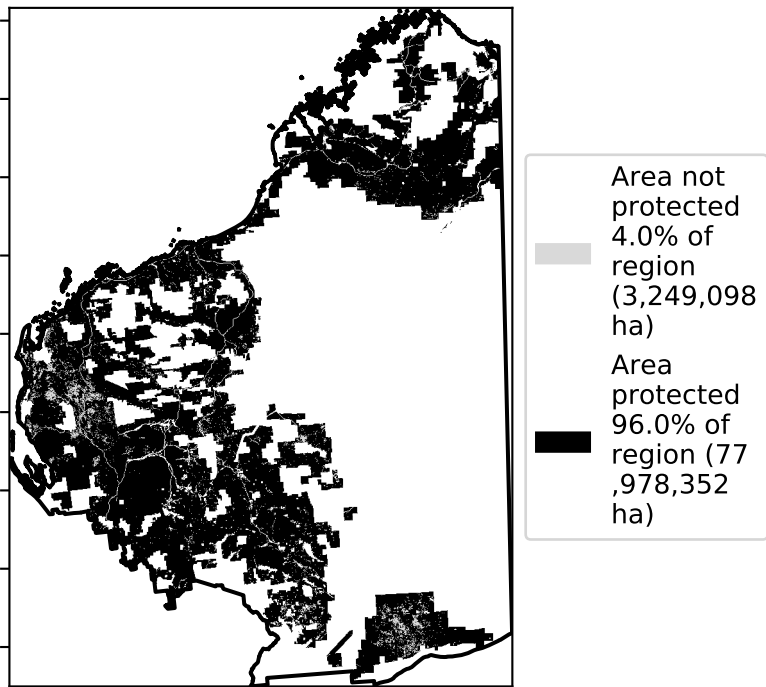 Area not
protected
4.0% of
region
(3,249,098
ha)
Area
protected
96.0% of
region (77
,978,352
ha)